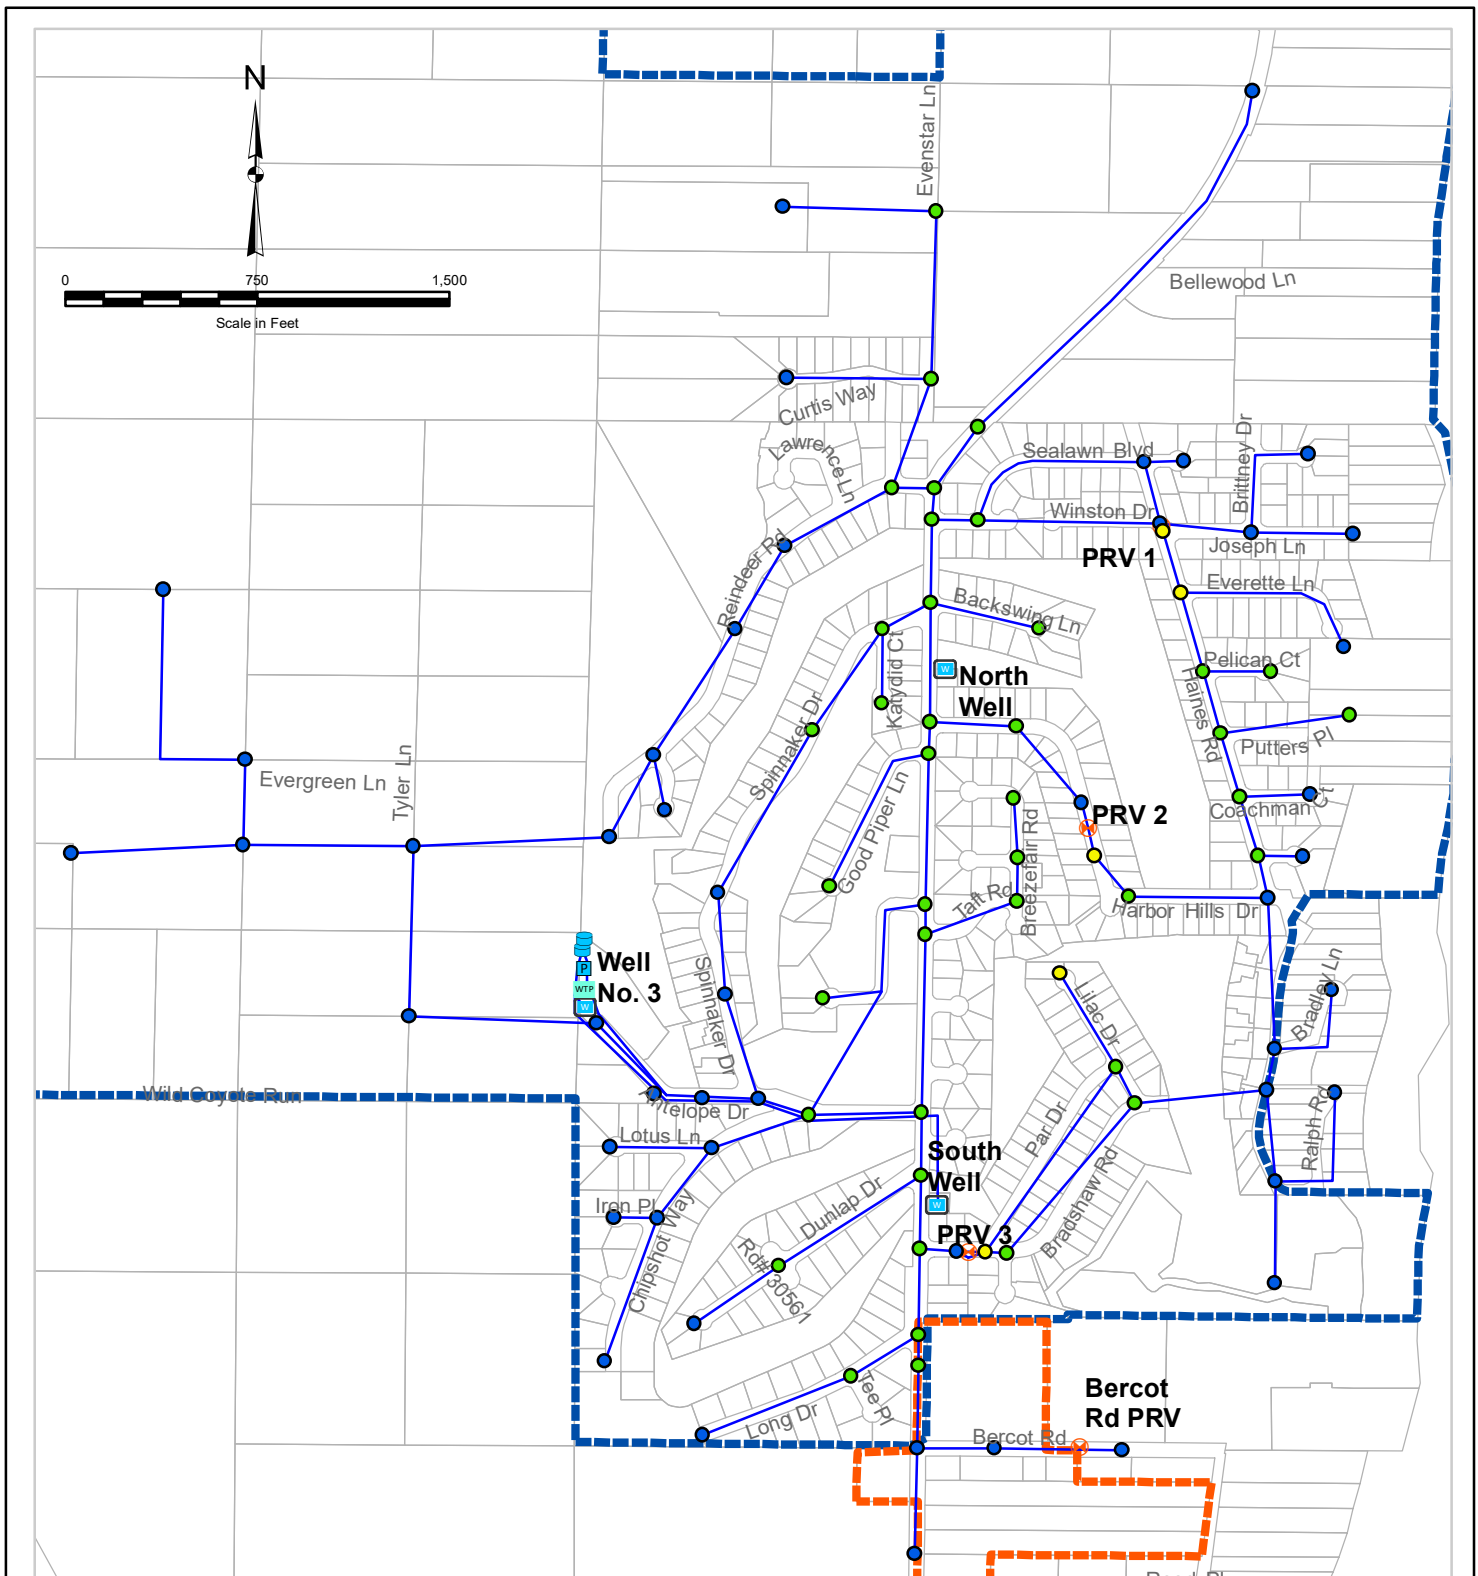 N
0 750 1,500
Scale in Feet
Evenstar Ln
Bellewood Ln
Curtis Way
Lawrence Ln
Sealawn Blvd
Brittney Dr
Winston Dr
Joseph Ln
PRV 1
Reindeer Rd
Everette Ln
Backswing Ln
Katydid Ct
Pelican Ct
North
Well
Haines Rd
Spinnaker Dr
Putters Pl
Evergreen Ln
Tyler Ln
Good Piper Ln
Coachman Ct
PRV 2
Breezefair Rd
Taft Rd
Harbor Hills Dr
Well
No. 3
P
WTP
W
W
W
Spinnaker Dr
Lilac Dr
Bradley Ln
Wild Coyote Run
Antelope Dr
Lotus Ln
Par Dr
Ralph Rd
South
Well
Iron Pl
Chipshot Way
Dunlap Dr
Rd# 30561
PRV 3
Bradshaw Rd
Tee Pl
Long Dr
Bercot
Rd PRV
Bercot Rd